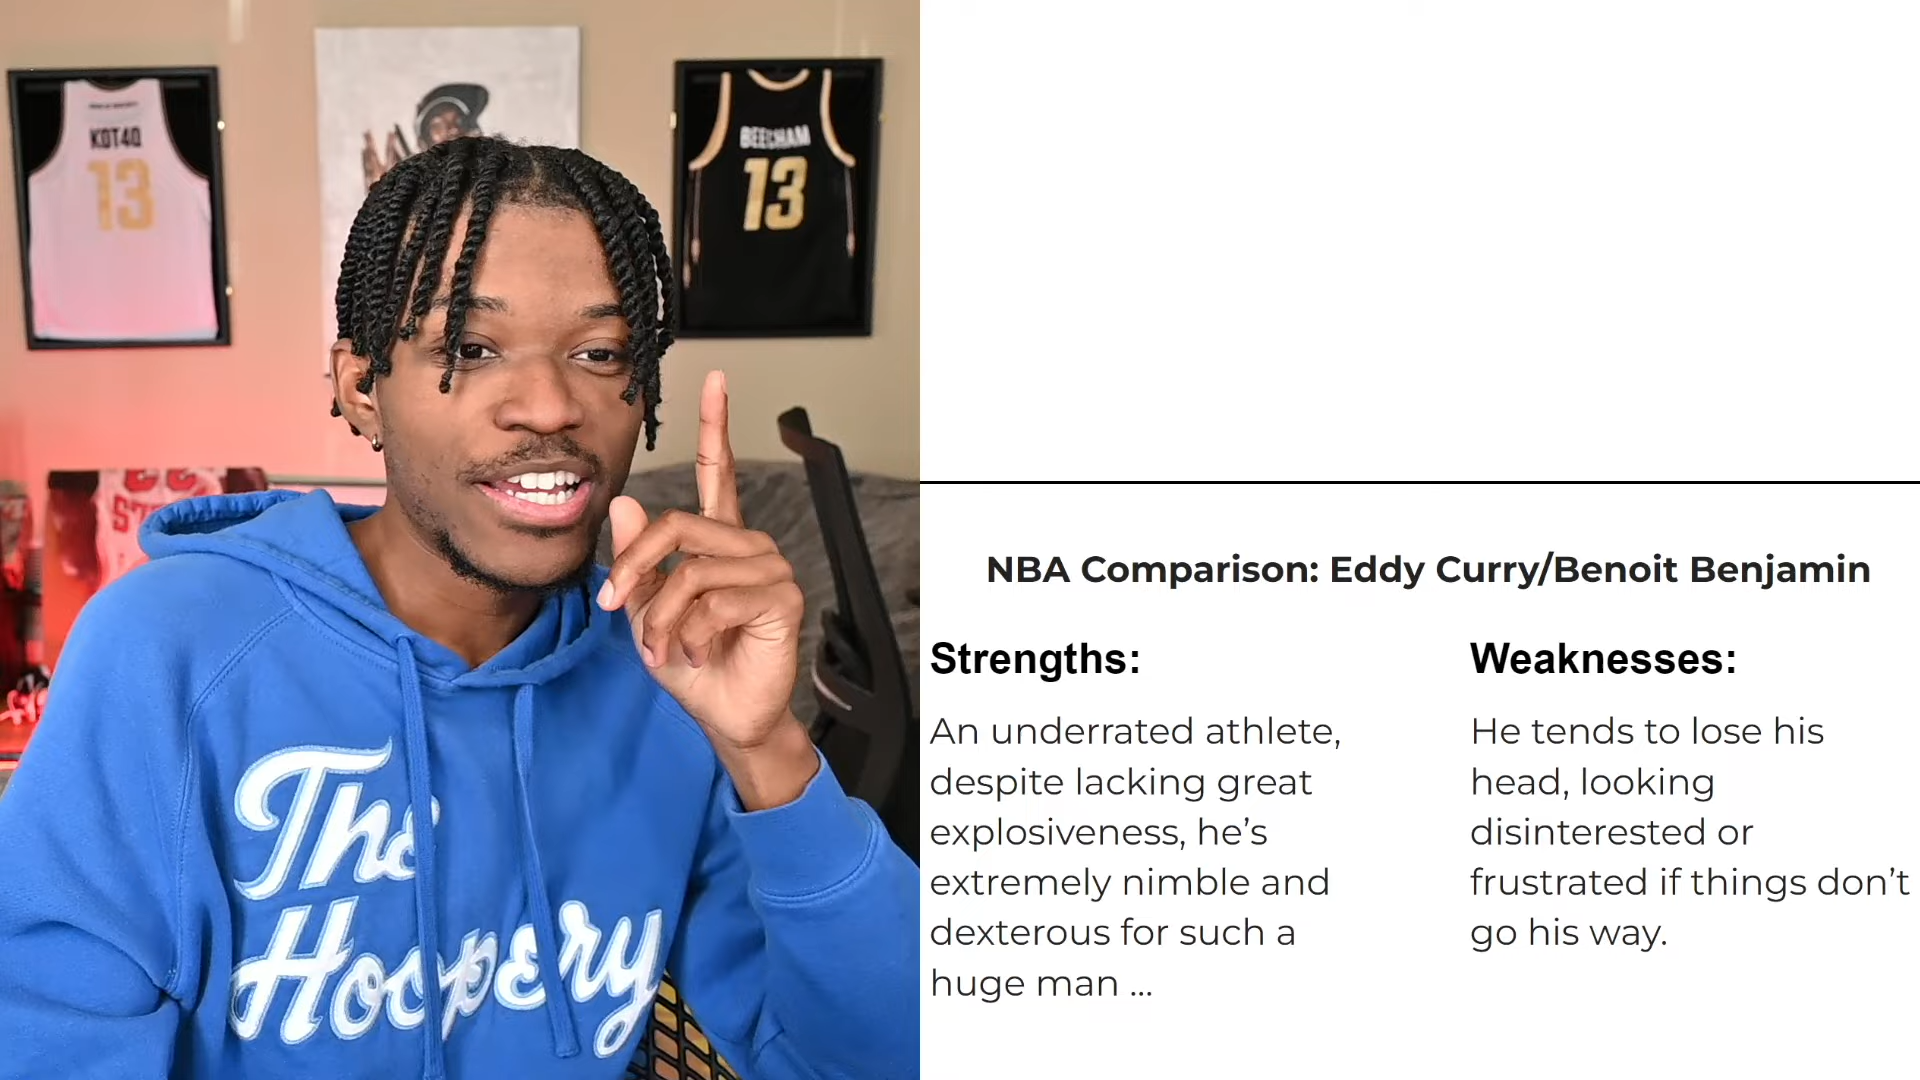 KOT4Q
13
BEECHAM
13
The
Hoopery
NBA Comparison: Eddy Curry/Benoit Benjamin
Strengths:
An underrated athlete,
despite lacking great
explosiveness, he’s
extremely nimble and
dexterous for such a
huge man ...
Weaknesses:
He tends to lose his
head, looking
disinterested or
frustrated if things don’t
go his way.